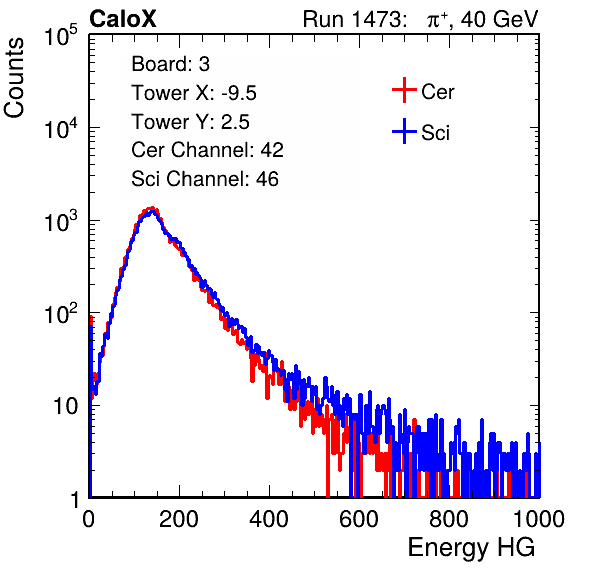 CaloX Run 1473: π⁺, 40 GeV
Counts
10⁵
10⁴
10³
10²
10
1
Board: 3
Tower X: -9.5
Tower Y: 2.5
Cer Channel: 42
Sci Channel: 46
Cer
Sci
0 200 400 600 800 1000
Energy HG